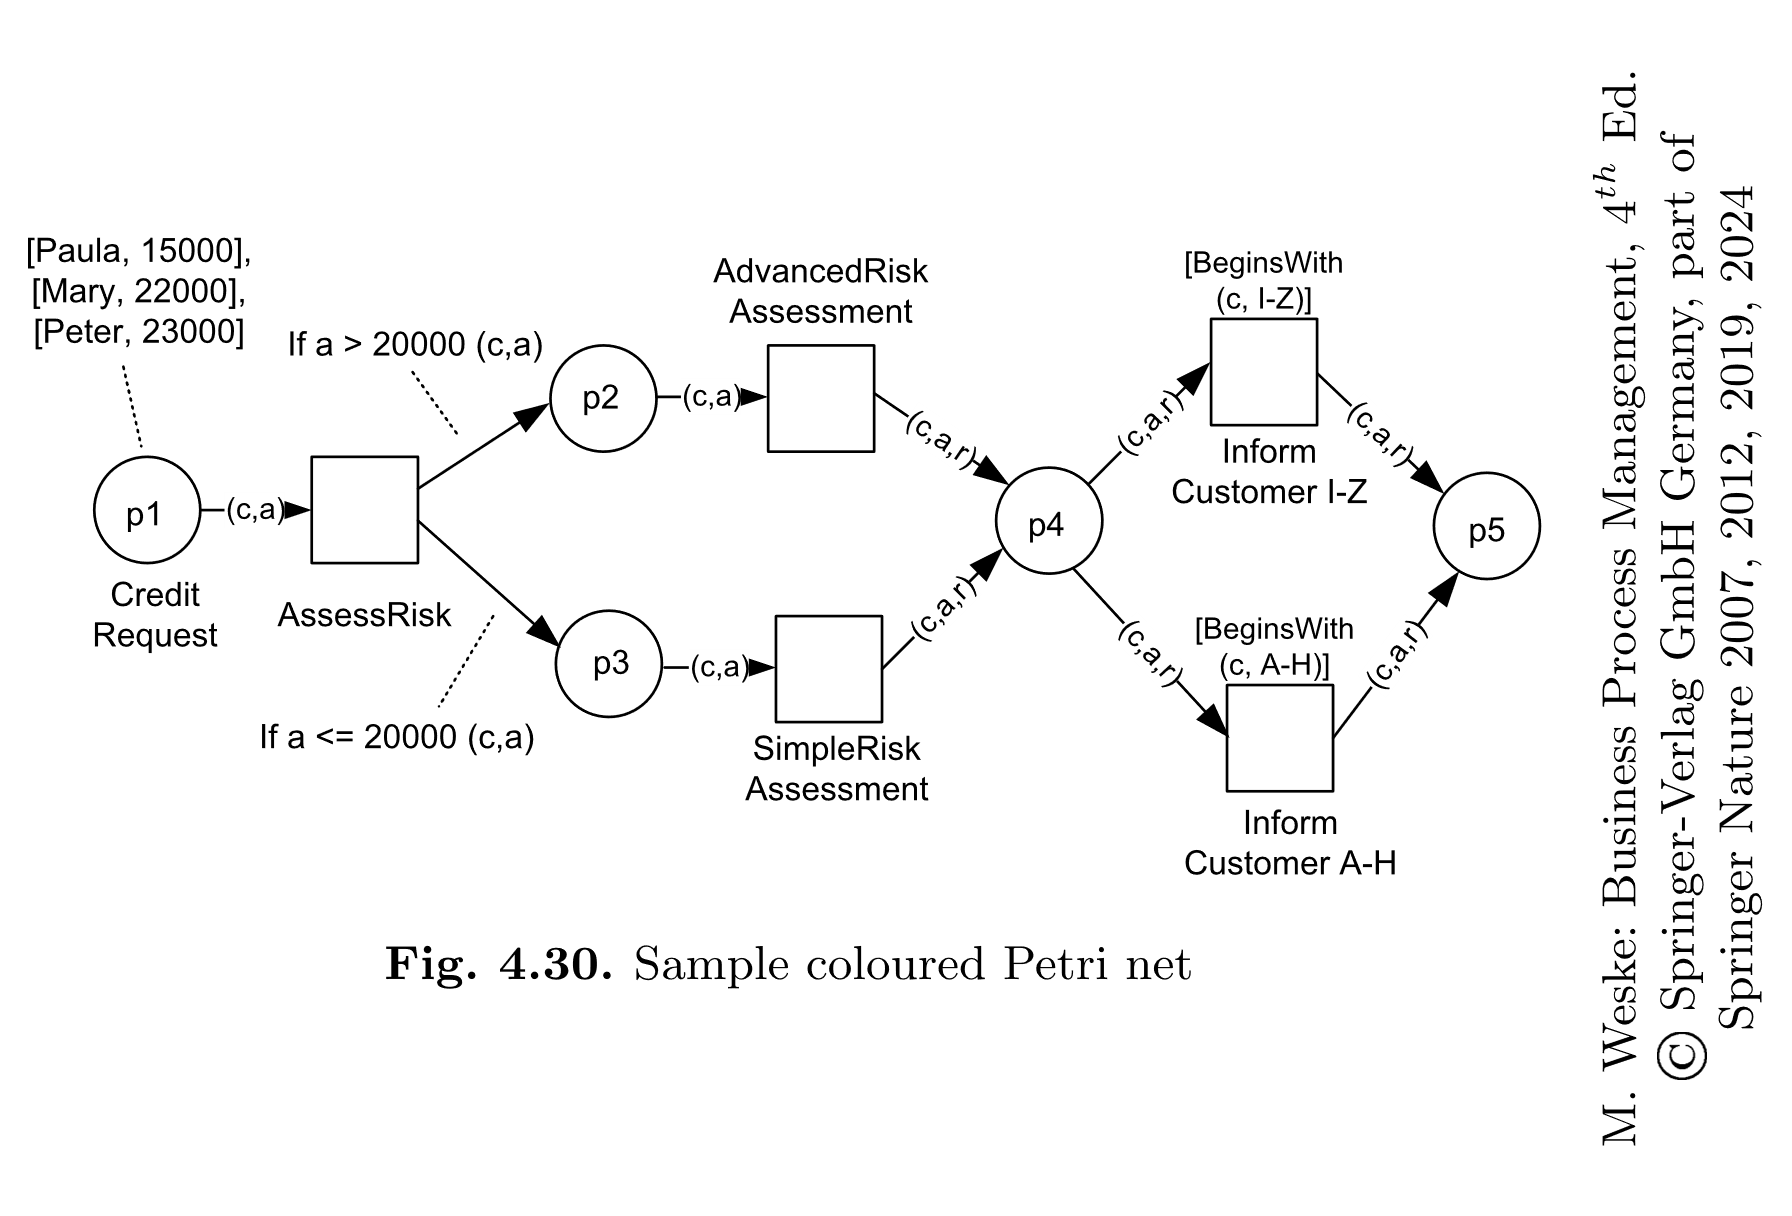 [Paula, 15000],
[Mary, 22000],
[Peter, 23000]
If a > 20000 (c,a)
p1
Credit
Request
(c,a)
AssessRisk
If a <= 20000 (c,a)
p2
(c,a)
AdvancedRisk
Assessment
(c,a,r)
p3
(c,a)
SimpleRisk
Assessment
(c,a,r)
p4
(c,a,r)
[BeginsWith
(c, I-Z)]
Inform
Customer I-Z
(c,a,r)
(c,a,r)
[BeginsWith
(c, A-H)]
Inform
Customer A-H
(c,a,r)
p5
Fig. 4.30. Sample coloured Petri net
M. Weske: Business Process Management, 4th Ed.
© Springer-Verlag GmbH Germany, part of
Springer Nature 2007, 2012, 2019, 2024